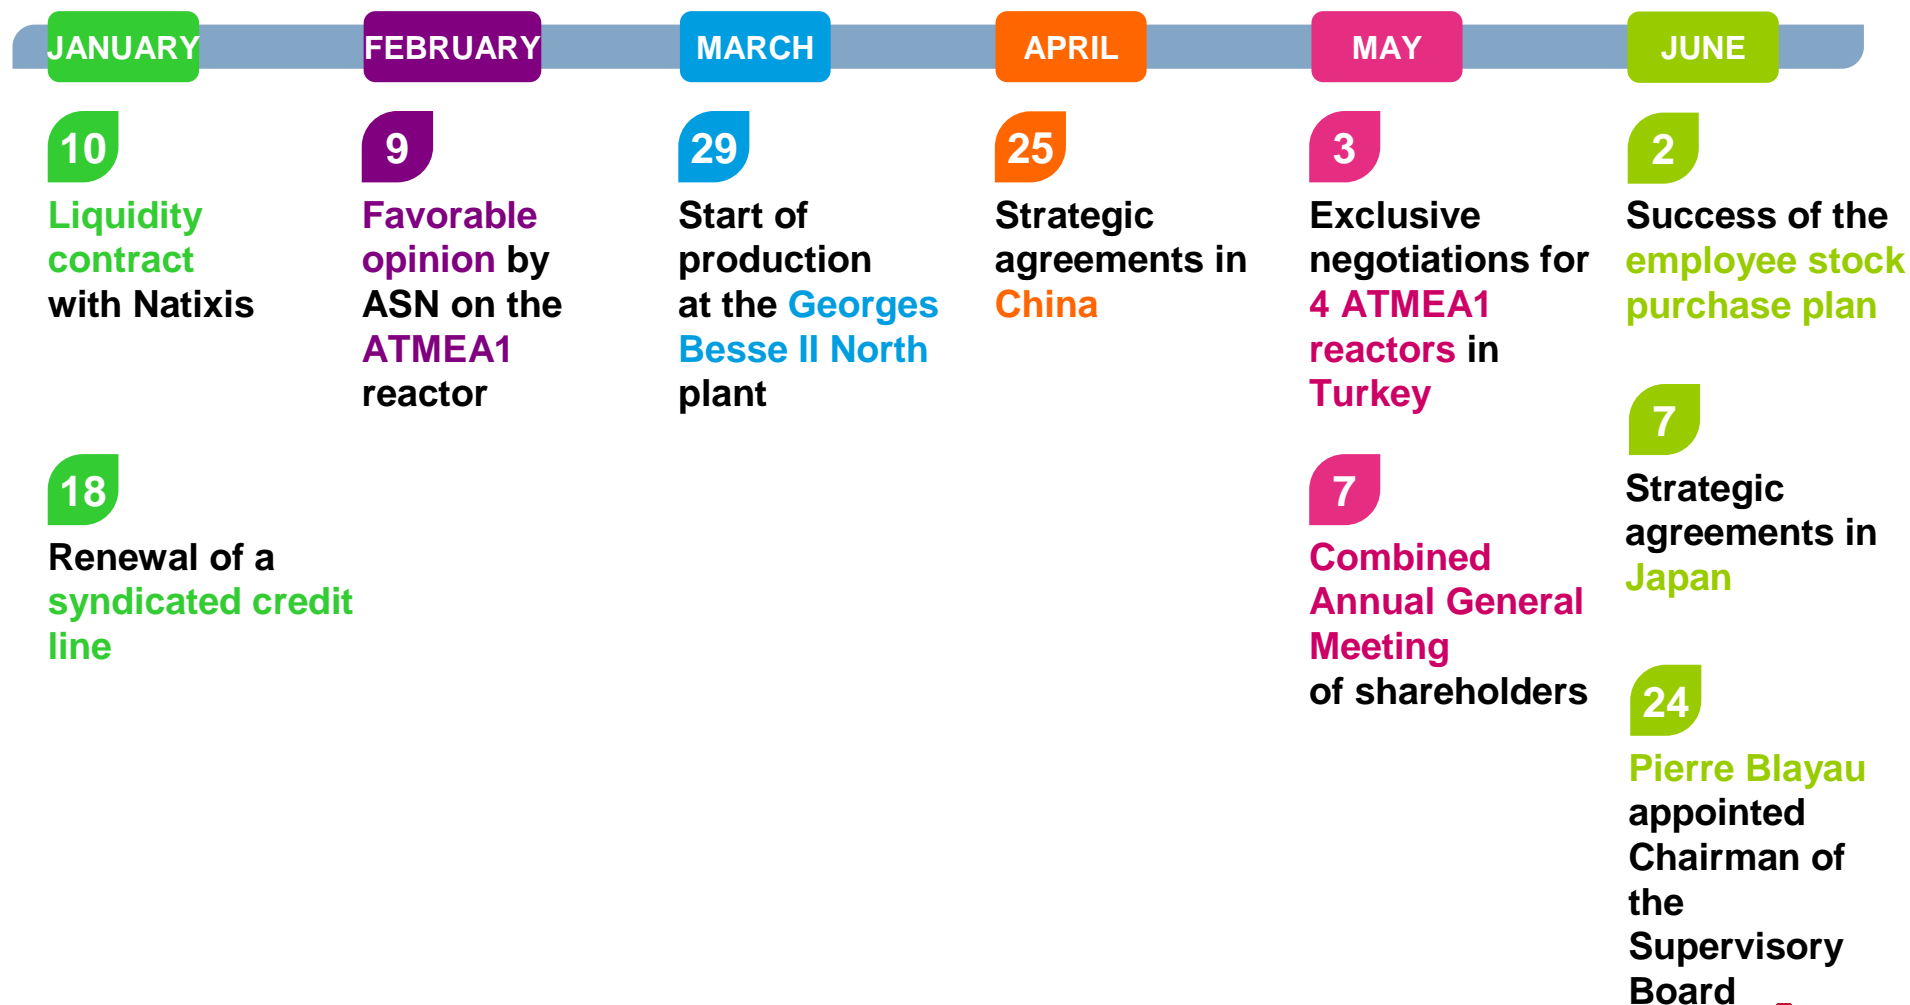 JANUARY
FEBRUARY
MARCH
APRIL
MAY
JUNE
10
Liquidity
contract
with Natixis
18
Renewal of a
syndicated credit
line
9
Favorable
opinion by
ASN on the
ATMEA1
reactor
29
Start of
production
at the Georges
Besse II North
plant
25
Strategic
agreements in
China
3
Exclusive
negotiations for
4 ATMEA1
reactors in
Turkey
7
Combined
Annual General
Meeting
of shareholders
2
Success of the
employee stock
purchase plan
7
Strategic
agreements in
Japan
24
Pierre Blayau
appointed
Chairman of
the
Supervisory
Board